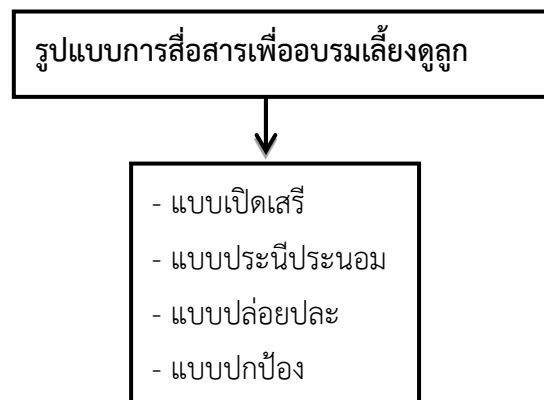 รูปแบบการสื่อสารเพื่ออบรมเลี้ยงดูลูก
- แบบเปิดเสรี
- แบบประนีประนอม
- แบบปล่อยปละ
- แบบปกป้อง